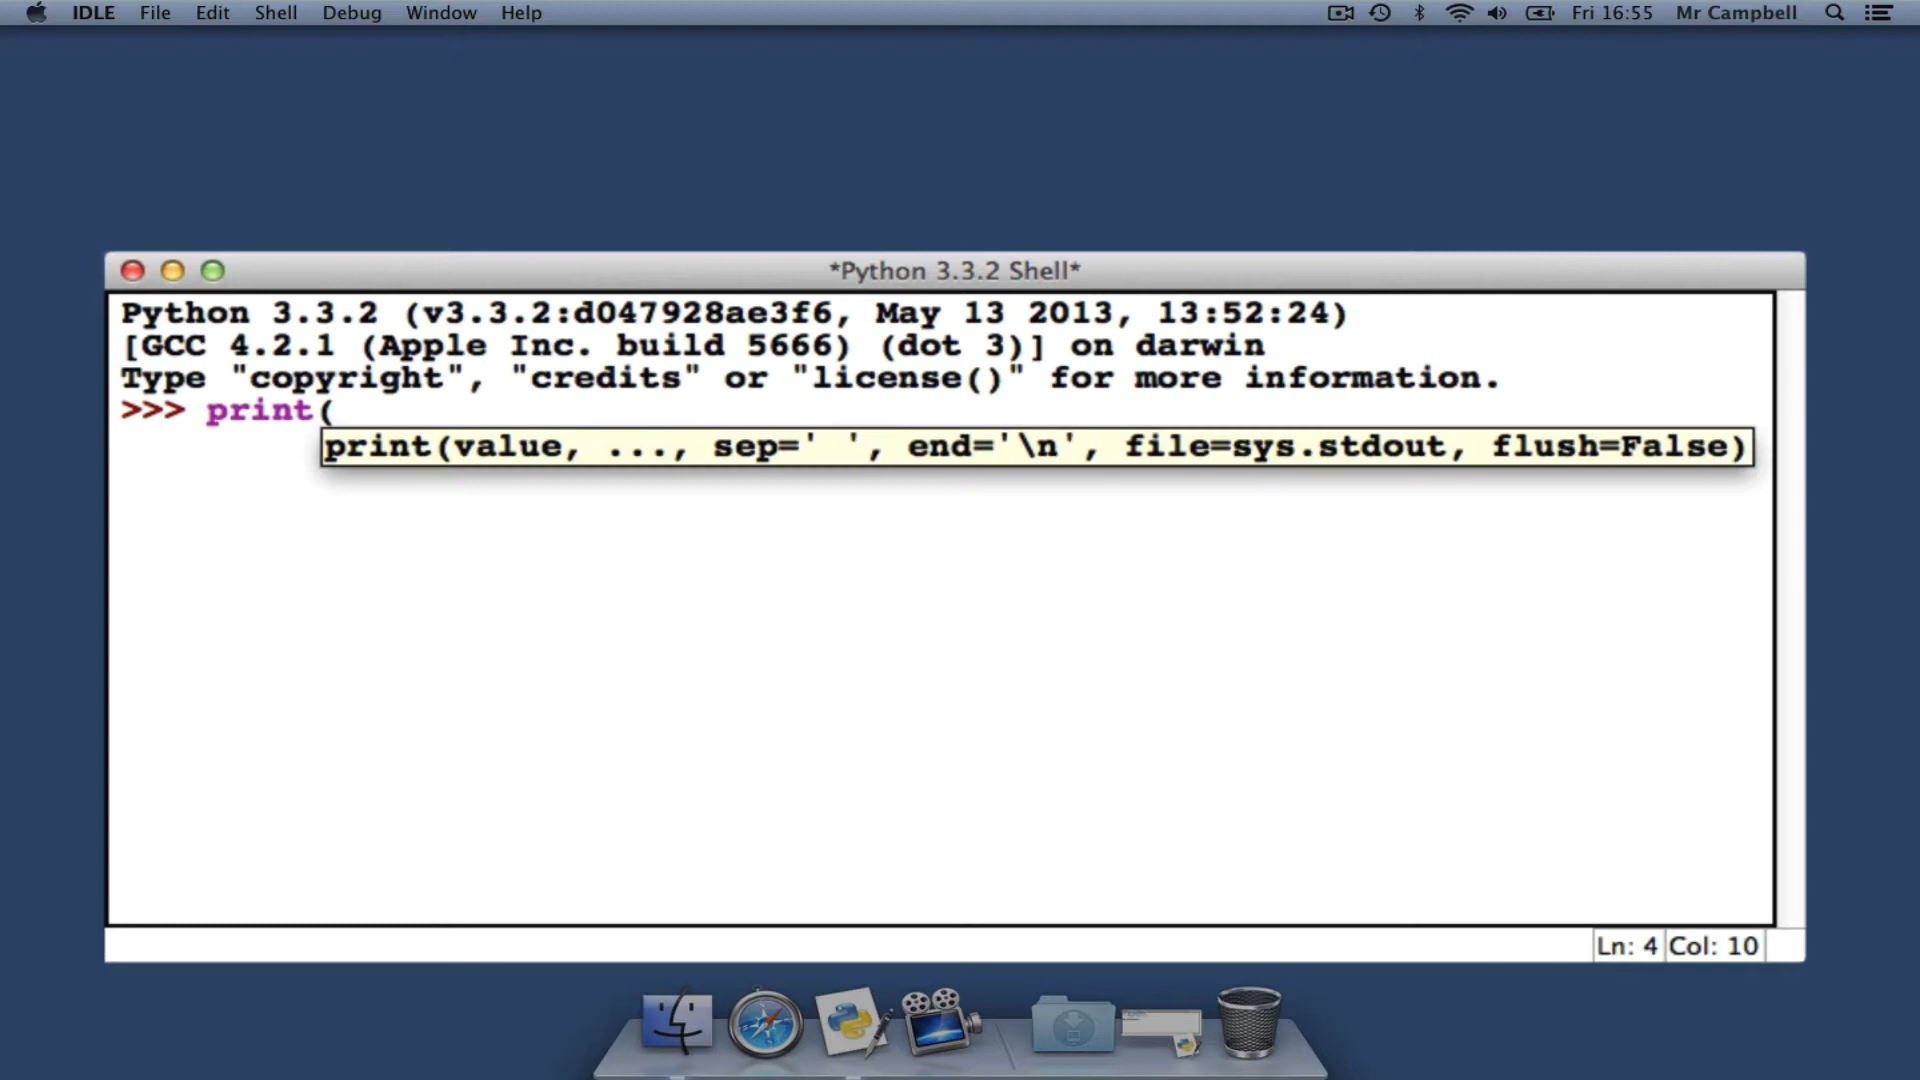 IDLE File Edit Shell Debug Window Help Fri 16:55 Mr Campbell
*Python 3.3.2 Shell*
Python 3.3.2 (v3.3.2:d047928ae3f6, May 13 2013, 13:52:24)
[GCC 4.2.1 (Apple Inc. build 5666) (dot 3)] on darwin
Type "copyright", "credits" or "license()" for more information.
>>> print(
print(value, ..., sep=' ', end='\n', file=sys.stdout, flush=False)
Ln: 4 Col: 10